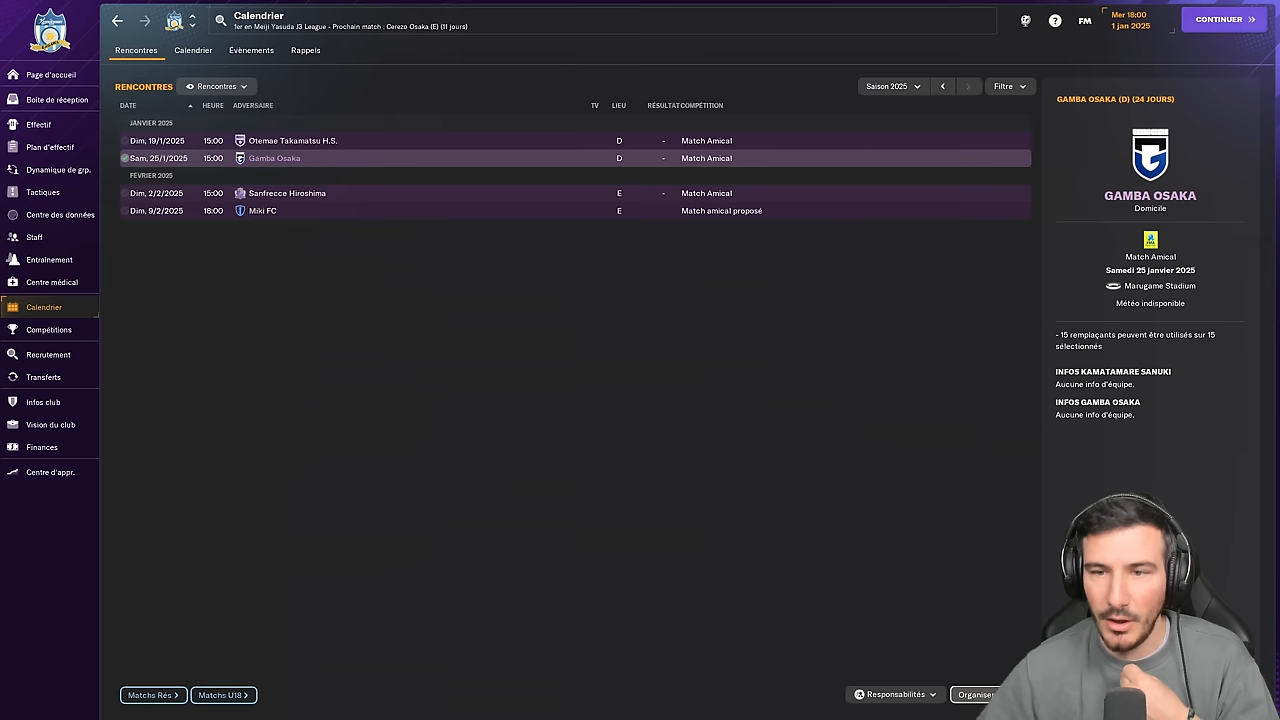 Calendrier
1er en Meiji Yasuda J3 League - Prochain match : Cerezo Osaka (E) (11 jours)
FM
Mer 18:00
1 jan 2025
CONTINUER
Rencontres
Calendrier
Évènements
Rappels
Page d'accueil
Boîte de réception
Effectif
Plan d'effectif
Dynamique de grp.
Tactiques
Centre des données
Staff
Entraînement
Centre médical
Calendrier
Compétitions
Recrutement
Transferts
Infos club
Vision du club
Finances
Centre d'appr.
RENCONTRES
Rencontres
Saison 2025
Filtre
DATE HEURE ADVERSAIRE TV LIEU RÉSULTAT COMPÉTITION
JANVIER 2025
Dim, 19/1/2025 15:00 Otemae Takamatsu H.S. D - Match Amical
Sam, 25/1/2025 15:00 Gamba Osaka D - Match Amical
FÉVRIER 2025
Dim, 2/2/2025 15:00 Sanfrecce Hiroshima E - Match Amical
Dim, 9/2/2025 18:00 Miki FC E Match amical proposé
Matchs Rés
Matchs U18
Responsabilités
GAMBA OSAKA (D) (24 JOURS)
GAMBA OSAKA
Domicile
Match Amical
Samedi 25 janvier 2025
Marugame Stadium
Météo indisponible
- 15 remplaçants peuvent être utilisés sur 15
sélectionnés
INFOS KAMATAMARE SANUKI
Aucune info d'équipe.
INFOS GAMBA OSAKA
Aucune info d'équipe.